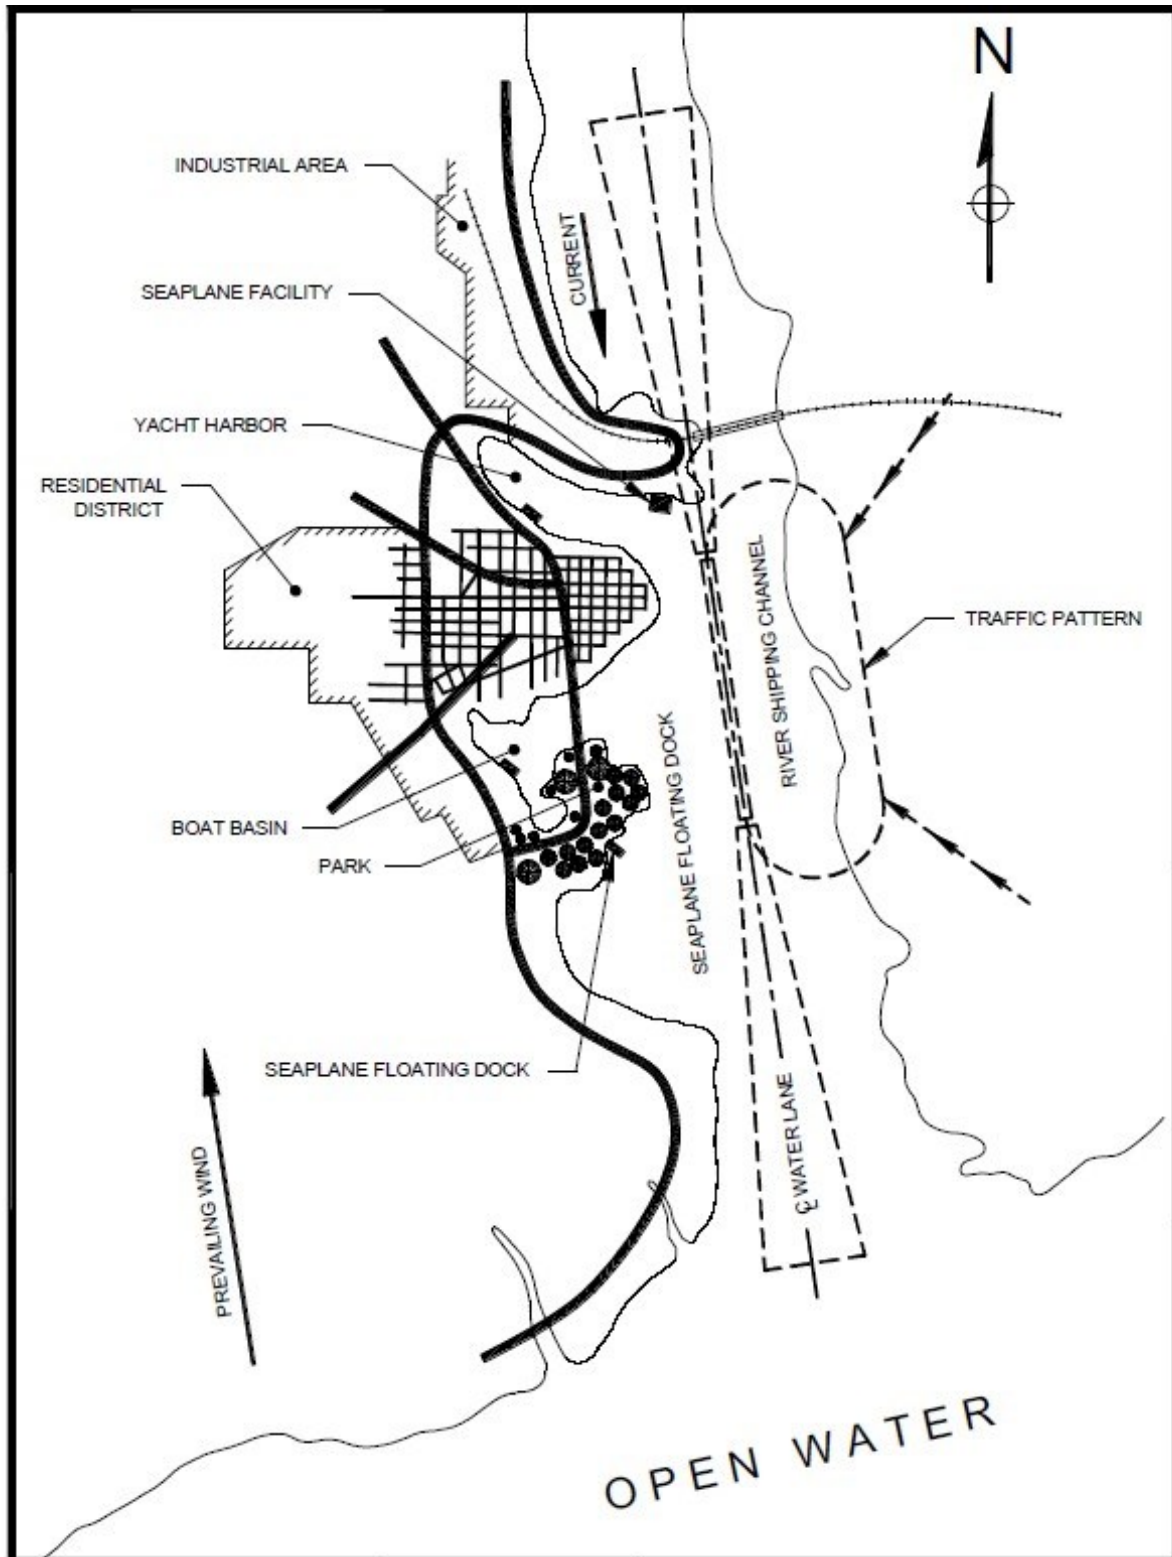 N
INDUSTRIAL AREA
CURRENT
SEAPLANE FACILITY
YACHT HARBOR
RESIDENTIAL
DISTRICT
RIVER SHIPPING CHANNEL
TRAFFIC PATTERN
SEAPLANE FLOATING DOCK
BOAT BASIN
PARK
SEAPLANE FLOATING DOCK
℄ WATER LANE
PREVAILING WIND
OPEN WATER